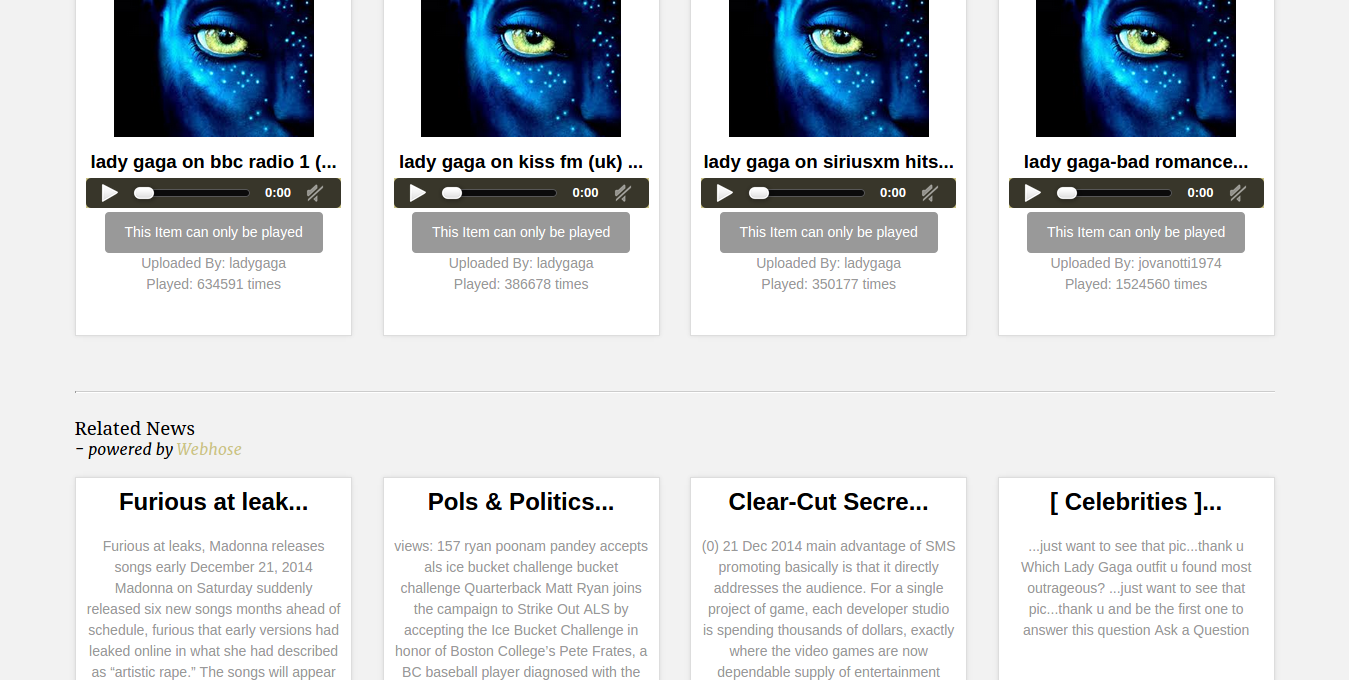 lady gaga on bbc radio 1 (...
0:00
This Item can only be played
Uploaded By: ladygaga
Played: 634591 times
lady gaga on kiss fm (uk) ...
0:00
This Item can only be played
Uploaded By: ladygaga
Played: 386678 times
lady gaga on siriusxm hits...
0:00
This Item can only be played
Uploaded By: ladygaga
Played: 350177 times
lady gaga-bad romance...
0:00
This Item can only be played
Uploaded By: jovanotti1974
Played: 1524560 times
Related News
- powered by Webhose
Furious at leak...
Furious at leaks, Madonna releases
songs early December 21, 2014
Madonna on Saturday suddenly
released six new songs months ahead of
schedule, furious that early versions had
leaked online in what she had described
as “artistic rape.” The songs will appear
Pols & Politics...
views: 157 ryan poonam pandey accepts
als ice bucket challenge bucket
challenge Quarterback Matt Ryan joins
the campaign to Strike Out ALS by
accepting the Ice Bucket Challenge in
honor of Boston College’s Pete Frates, a
BC baseball player diagnosed with the
Clear-Cut Secre...
(0) 21 Dec 2014 main advantage of SMS
promoting basically is that it directly
addresses the audience. For a single
project of game, each developer studio
is spending thousands of dollars, exactly
where the video games are now
dependable supply of entertainment
[ Celebrities ]...
...just want to see that pic...thank u
Which Lady Gaga outfit u found most
outrageous? ...just want to see that
pic...thank u and be the first one to
answer this question Ask a Question